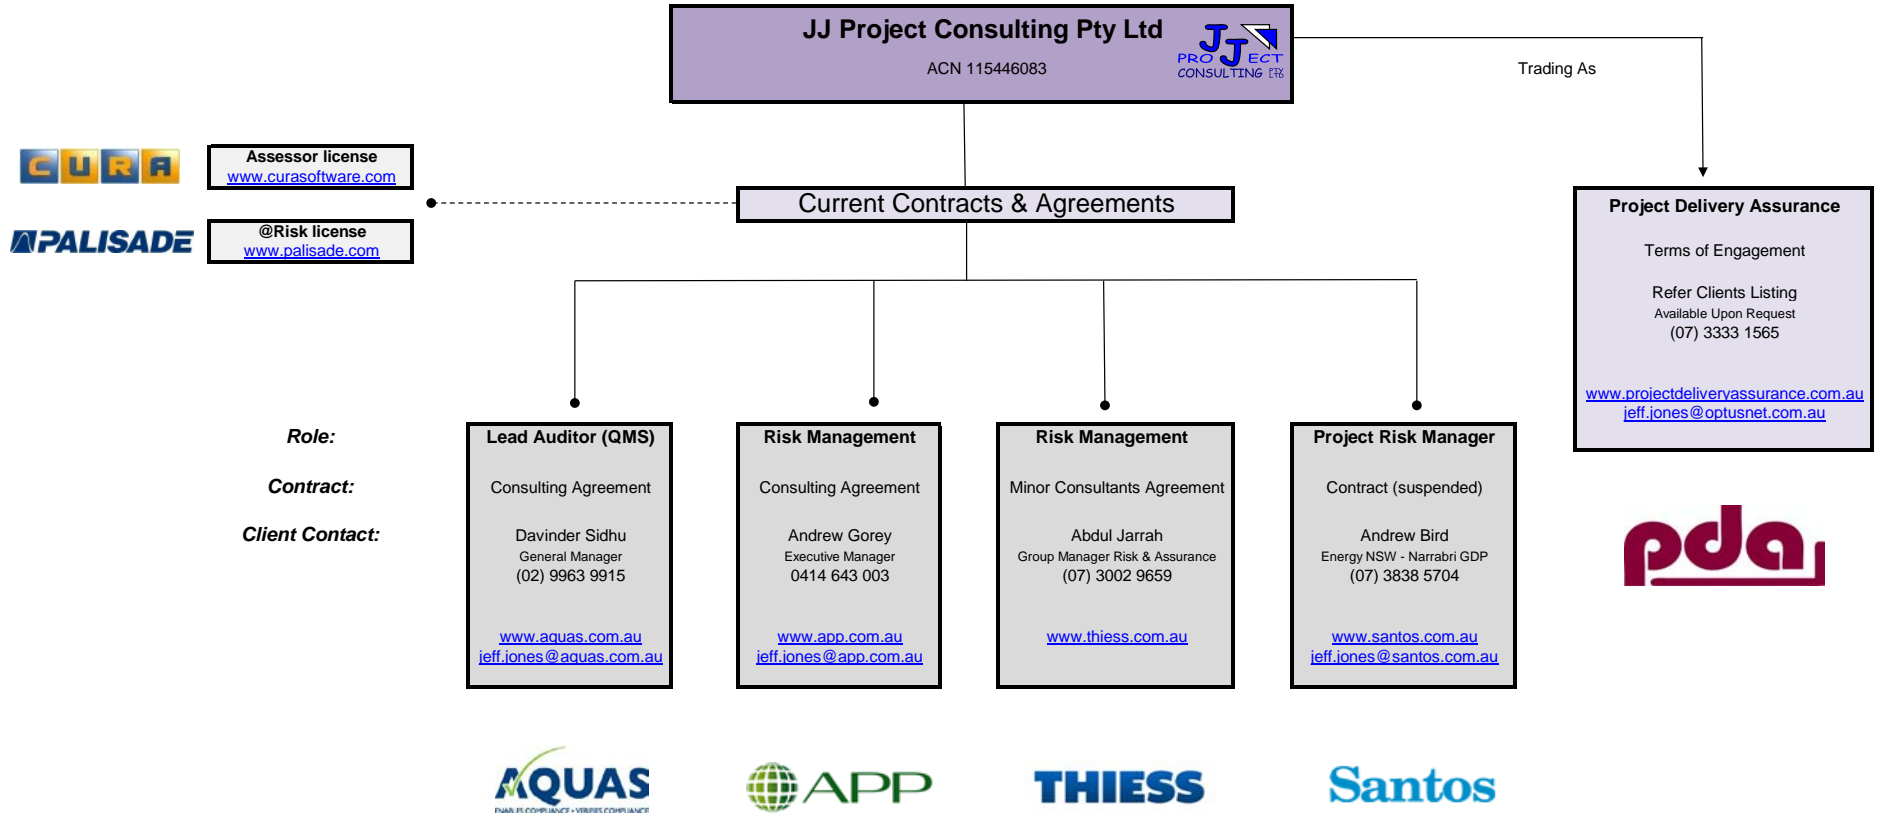 JJ Project Consulting Pty Ltd
ACN 115446083
JJ
PROJECT
CONSULTING PTY
Trading As
CURA
Assessor license
www.curasoftware.com
PALISADE
@Risk license
www.palisade.com
Current Contracts & Agreements
Project Delivery Assurance
Terms of Engagement
Refer Clients Listing
Available Upon Request
(07) 3333 1565
www.projectdeliveryassurance.com.au
jeff.jones@optusnet.com.au
pda
Role:
Contract:
Client Contact:
Lead Auditor (QMS)
Consulting Agreement
Davinder Sidhu
General Manager
(02) 9963 9915
www.aquas.com.au
jeff.jones@aquas.com.au
Risk Management
Consulting Agreement
Andrew Gorey
Executive Manager
0414 643 003
www.app.com.au
jeff.jones@app.com.au
Risk Management
Minor Consultants Agreement
Abdul Jarrah
Group Manager Risk & Assurance
(07) 3002 9659
www.thiess.com.au
Project Risk Manager
Contract (suspended)
Andrew Bird
Energy NSW - Narrabri GDP
(07) 3838 5704
www.santos.com.au
jeff.jones@santos.com.au
AQUAS
ENABLES COMPLIANCE • VERIFIES COMPLIANCE
APP
THIESS
Santos